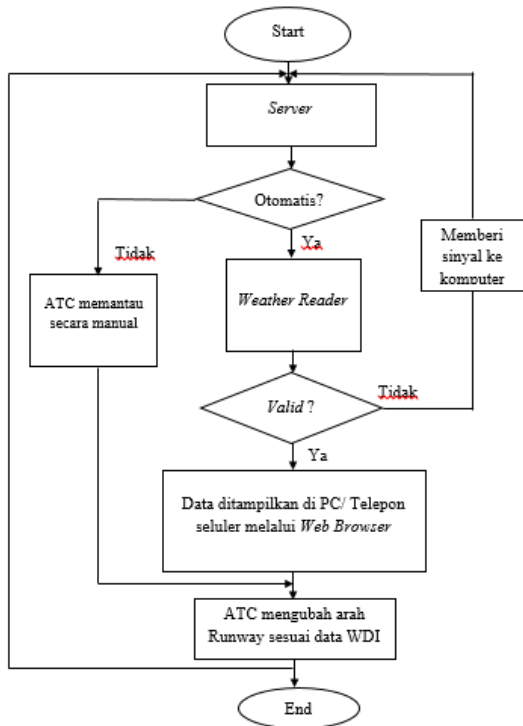 Start
Server
Otomatis?
Tidak
Ya
Memberi
sinyal ke
komputer
ATC memantau
secara manual
Weather Reader
Valid ?
Tidak
Ya
Data ditampilkan di PC/ Telepon
seluler melalui Web Browser
ATC mengubah arah
Runway sesuai data WDI
End